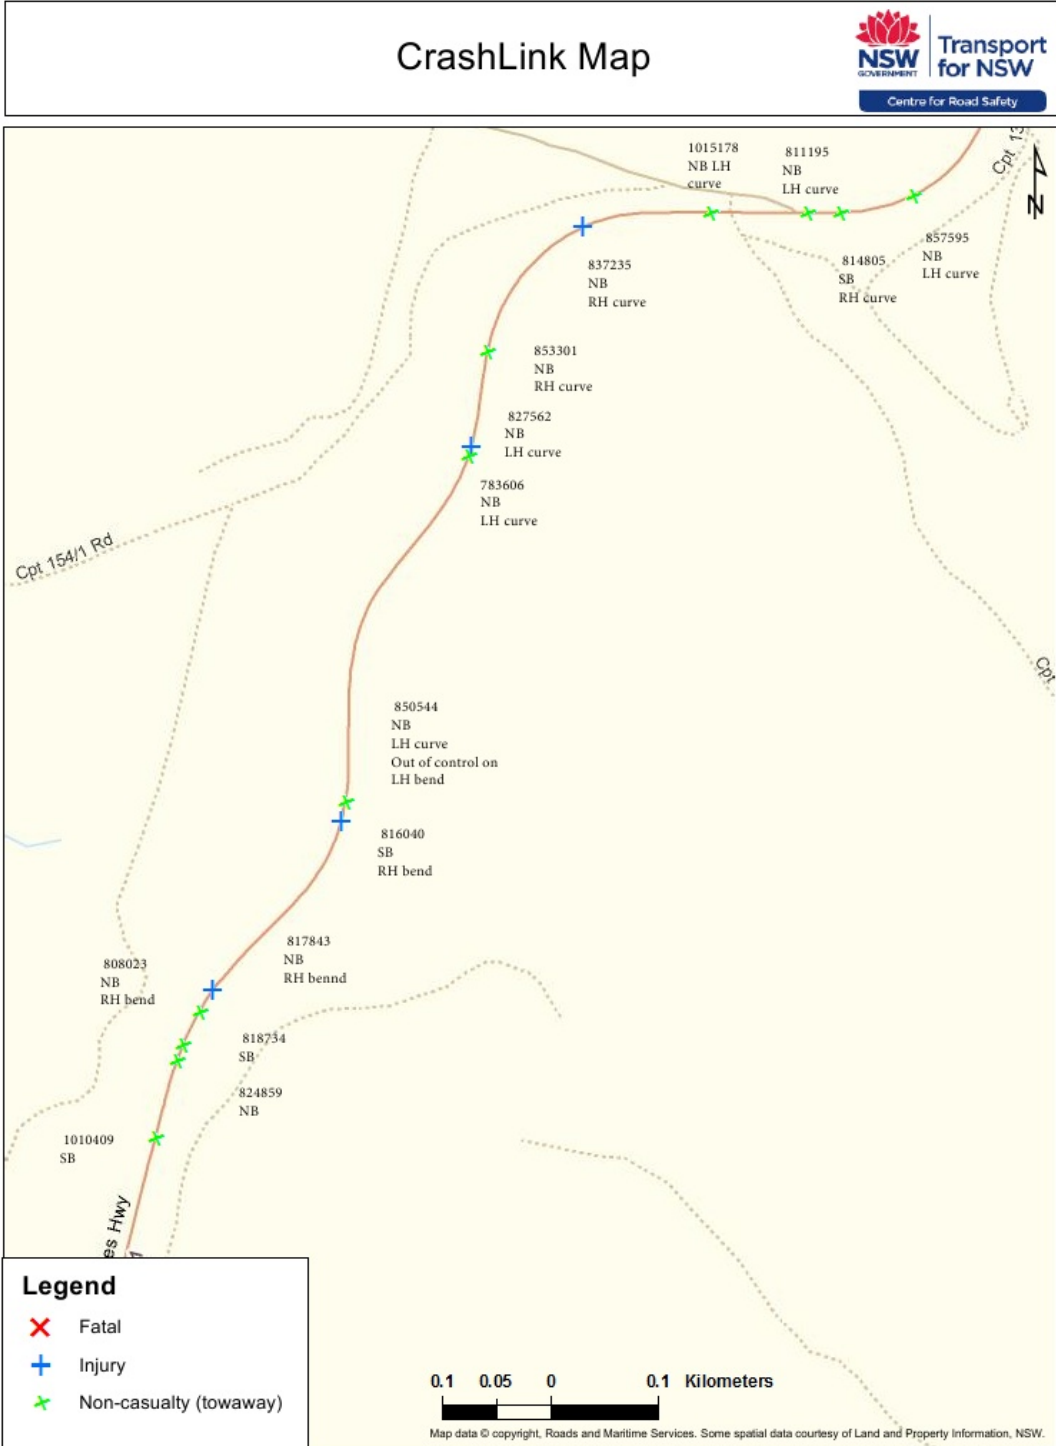 CrashLink Map
NSW
GOVERNMENT
Transport
for NSW
Centre for Road Safety
Cpt 13
N
1015178
NB LH
curve
811195
NB
LH curve
857595
NB
LH curve
814805
SB
RH curve
837235
NB
RH curve
853301
NB
RH curve
827562
NB
LH curve
783606
NB
LH curve
Cpt 154/1 Rd
Cpt
850544
NB
LH curve
Out of control on
LH bend
816040
SB
RH bend
817843
NB
RH bennd
808023
NB
RH bend
818734
SB
824859
NB
1010409
SB
es Hwy
Legend
Fatal
Injury
Non-casualty (towaway)
0.1 0.05 0 0.1 Kilometers
Map data © copyright, Roads and Maritime Services. Some spatial data courtesy of Land and Property Information, NSW.